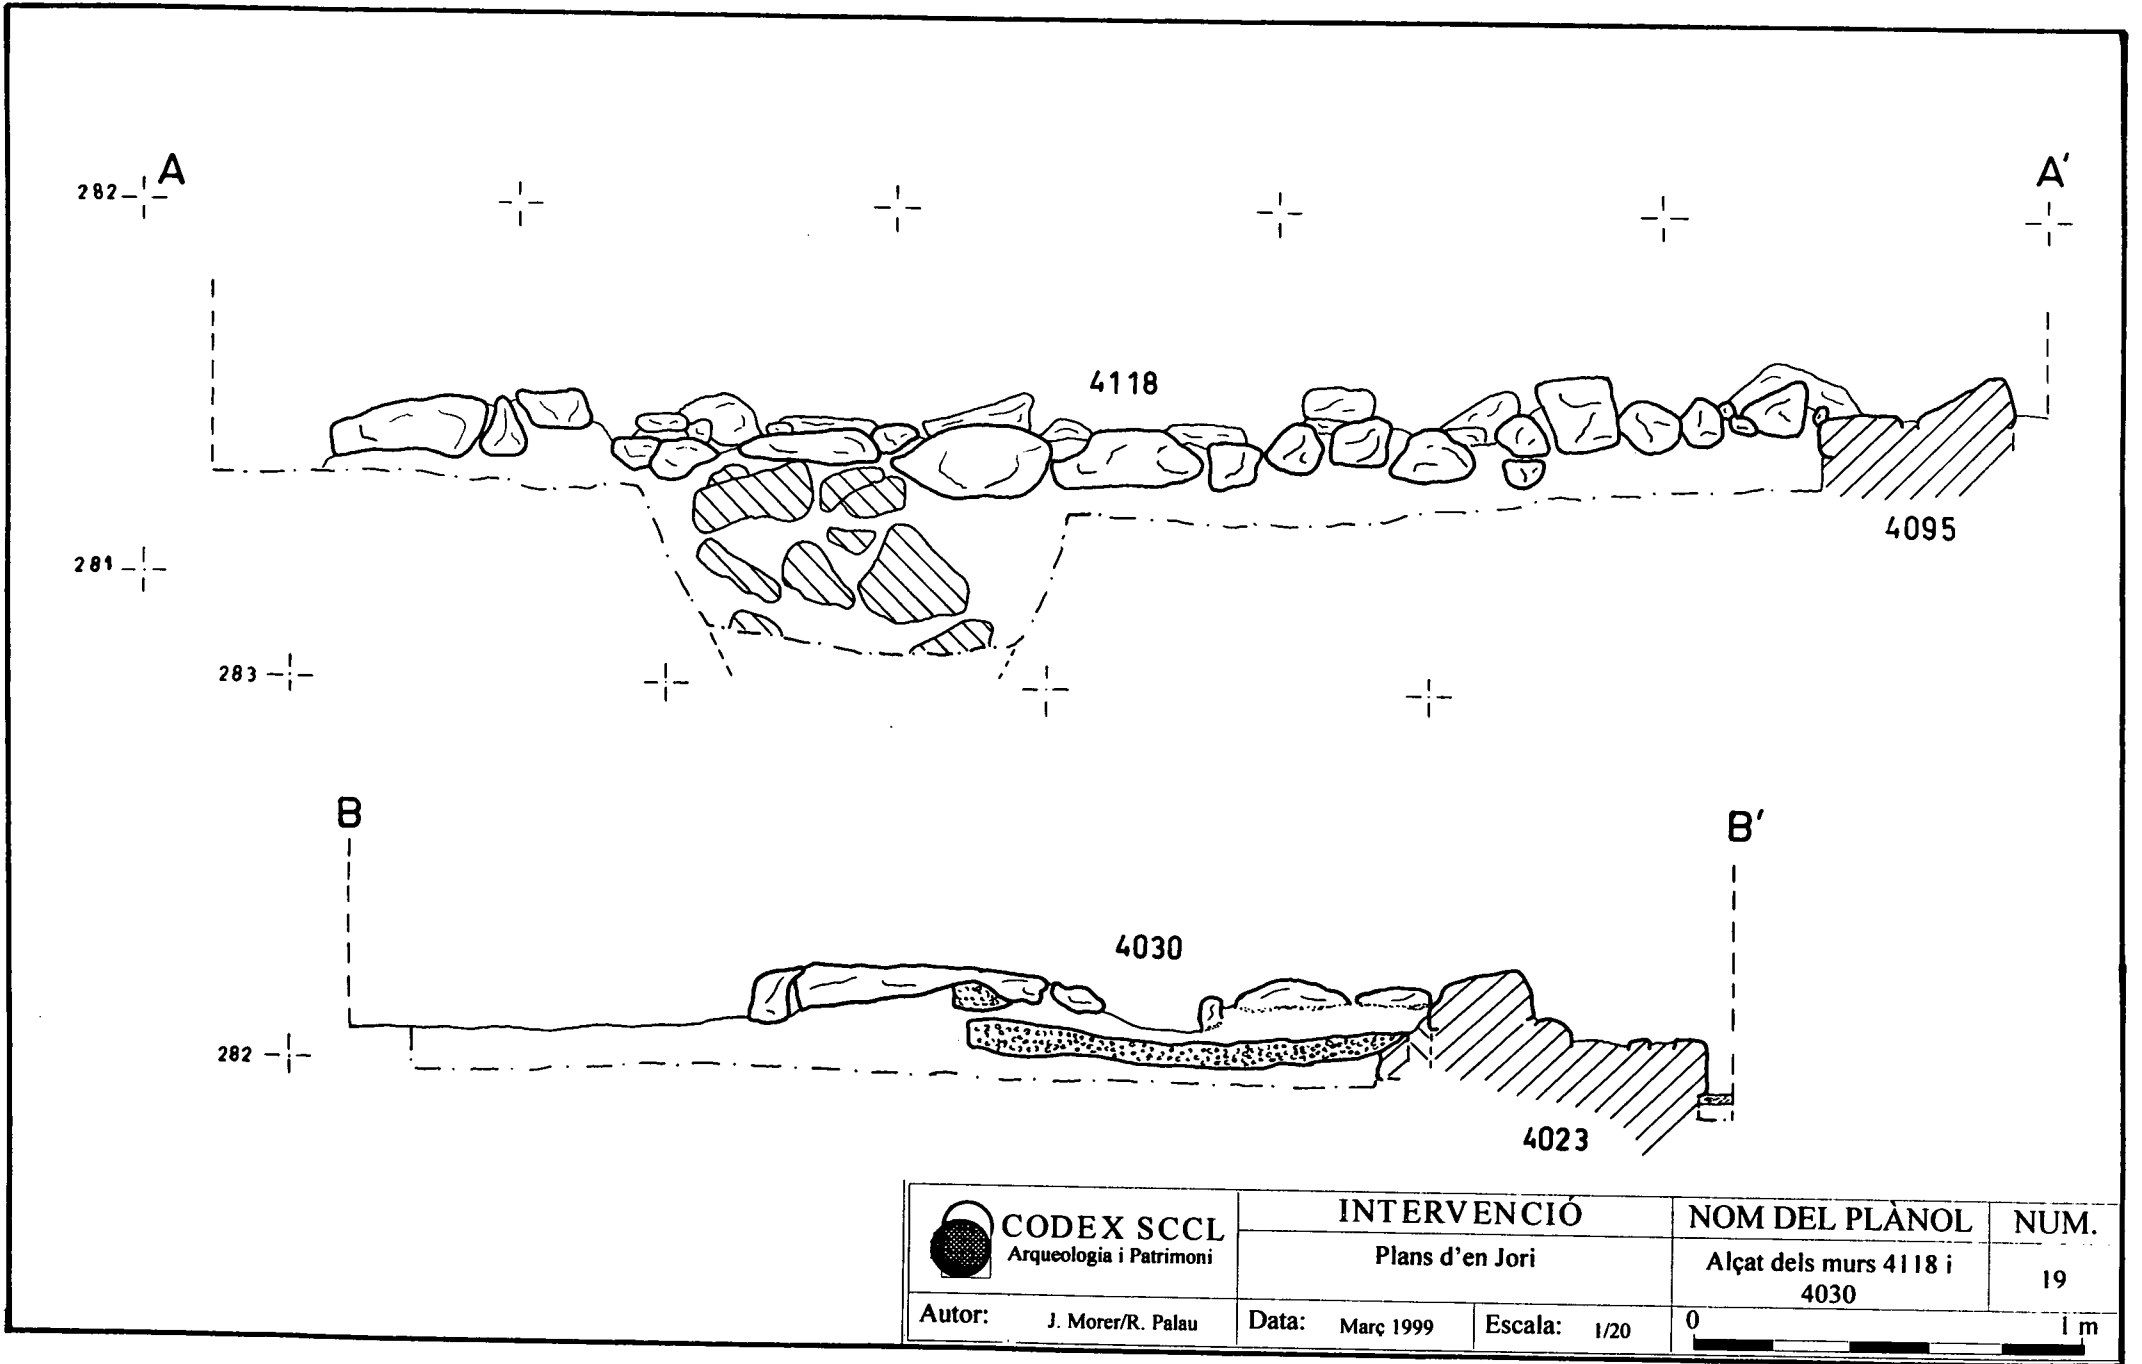 A
A'
282
4118
4095
281
283
B
B'
4030
282
4023
CODEX SCCL
Arqueologia i Patrimoni
INTERVENCIÓ
Plans d'en Jori
NOM DEL PLÀNOL
Alçat dels murs 4118 i
4030
NUM.
19
Autor: J. Morer/R. Palau
Data: Març 1999
Escala: 1/20
0 1 m